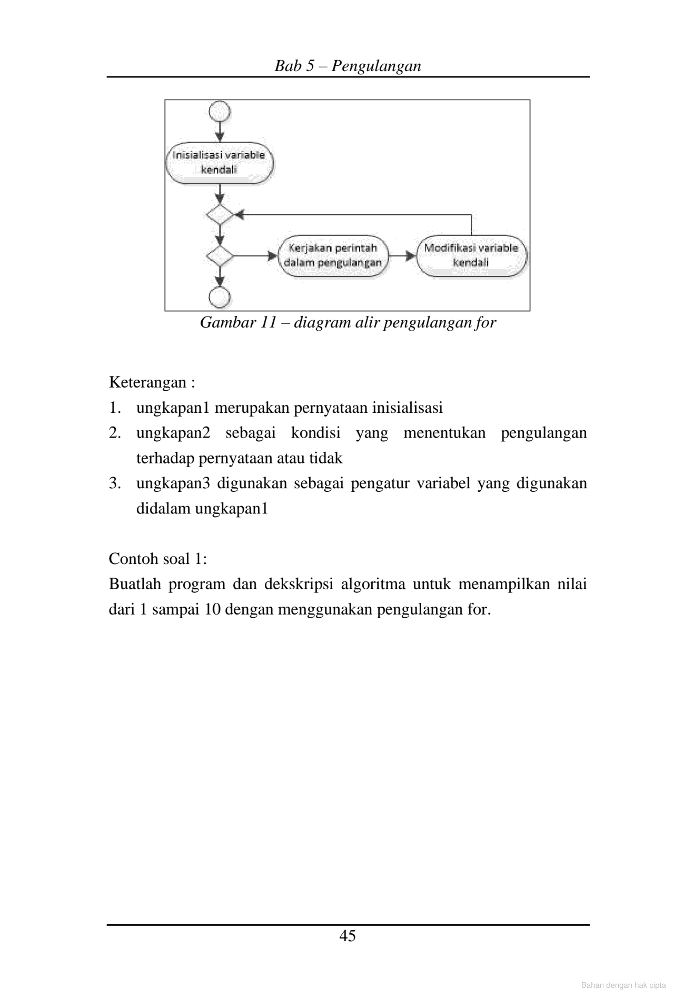 Bab 5 – Pengulangan
Inisialisasi variable
kendali
Kerjakan perintah
dalam pengulangan
Modifikasi variable
kendali
Gambar 11 – diagram alir pengulangan for
Keterangan :
1. ungkapan1 merupakan pernyataan inisialisasi
2. ungkapan2 sebagai kondisi yang menentukan pengulangan
terhadap pernyataan atau tidak
3. ungkapan3 digunakan sebagai pengatur variabel yang digunakan
didalam ungkapan1
Contoh soal 1:
Buatlah program dan dekskripsi algoritma untuk menampilkan nilai
dari 1 sampai 10 dengan menggunakan pengulangan for.
45
Bahan dengan hak cipta